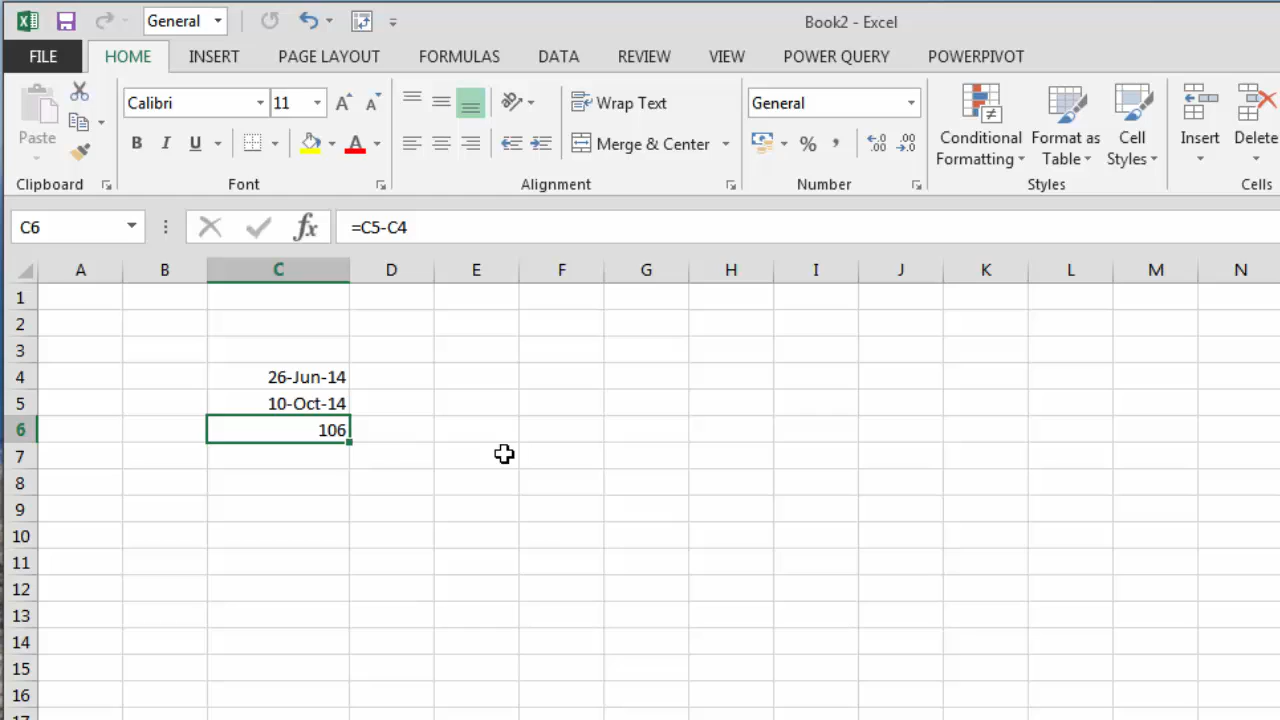 General
Book2 - Excel
FILE HOME INSERT PAGE LAYOUT FORMULAS DATA REVIEW VIEW POWER QUERY POWERPIVOT
Paste
Clipboard
Calibri 11
B I U A
Font
Wrap Text
Merge & Center
Alignment
General
% ,
Number
Conditional Formatting
Format as Table
Cell Styles
Styles
Insert
Delete
Cells
C6 fx =C5-C4
A B C D E F G H I J K L M N
1
2
3
4 26-Jun-14
5 10-Oct-14
6 106
7
8
9
10
11
12
13
14
15
16
17